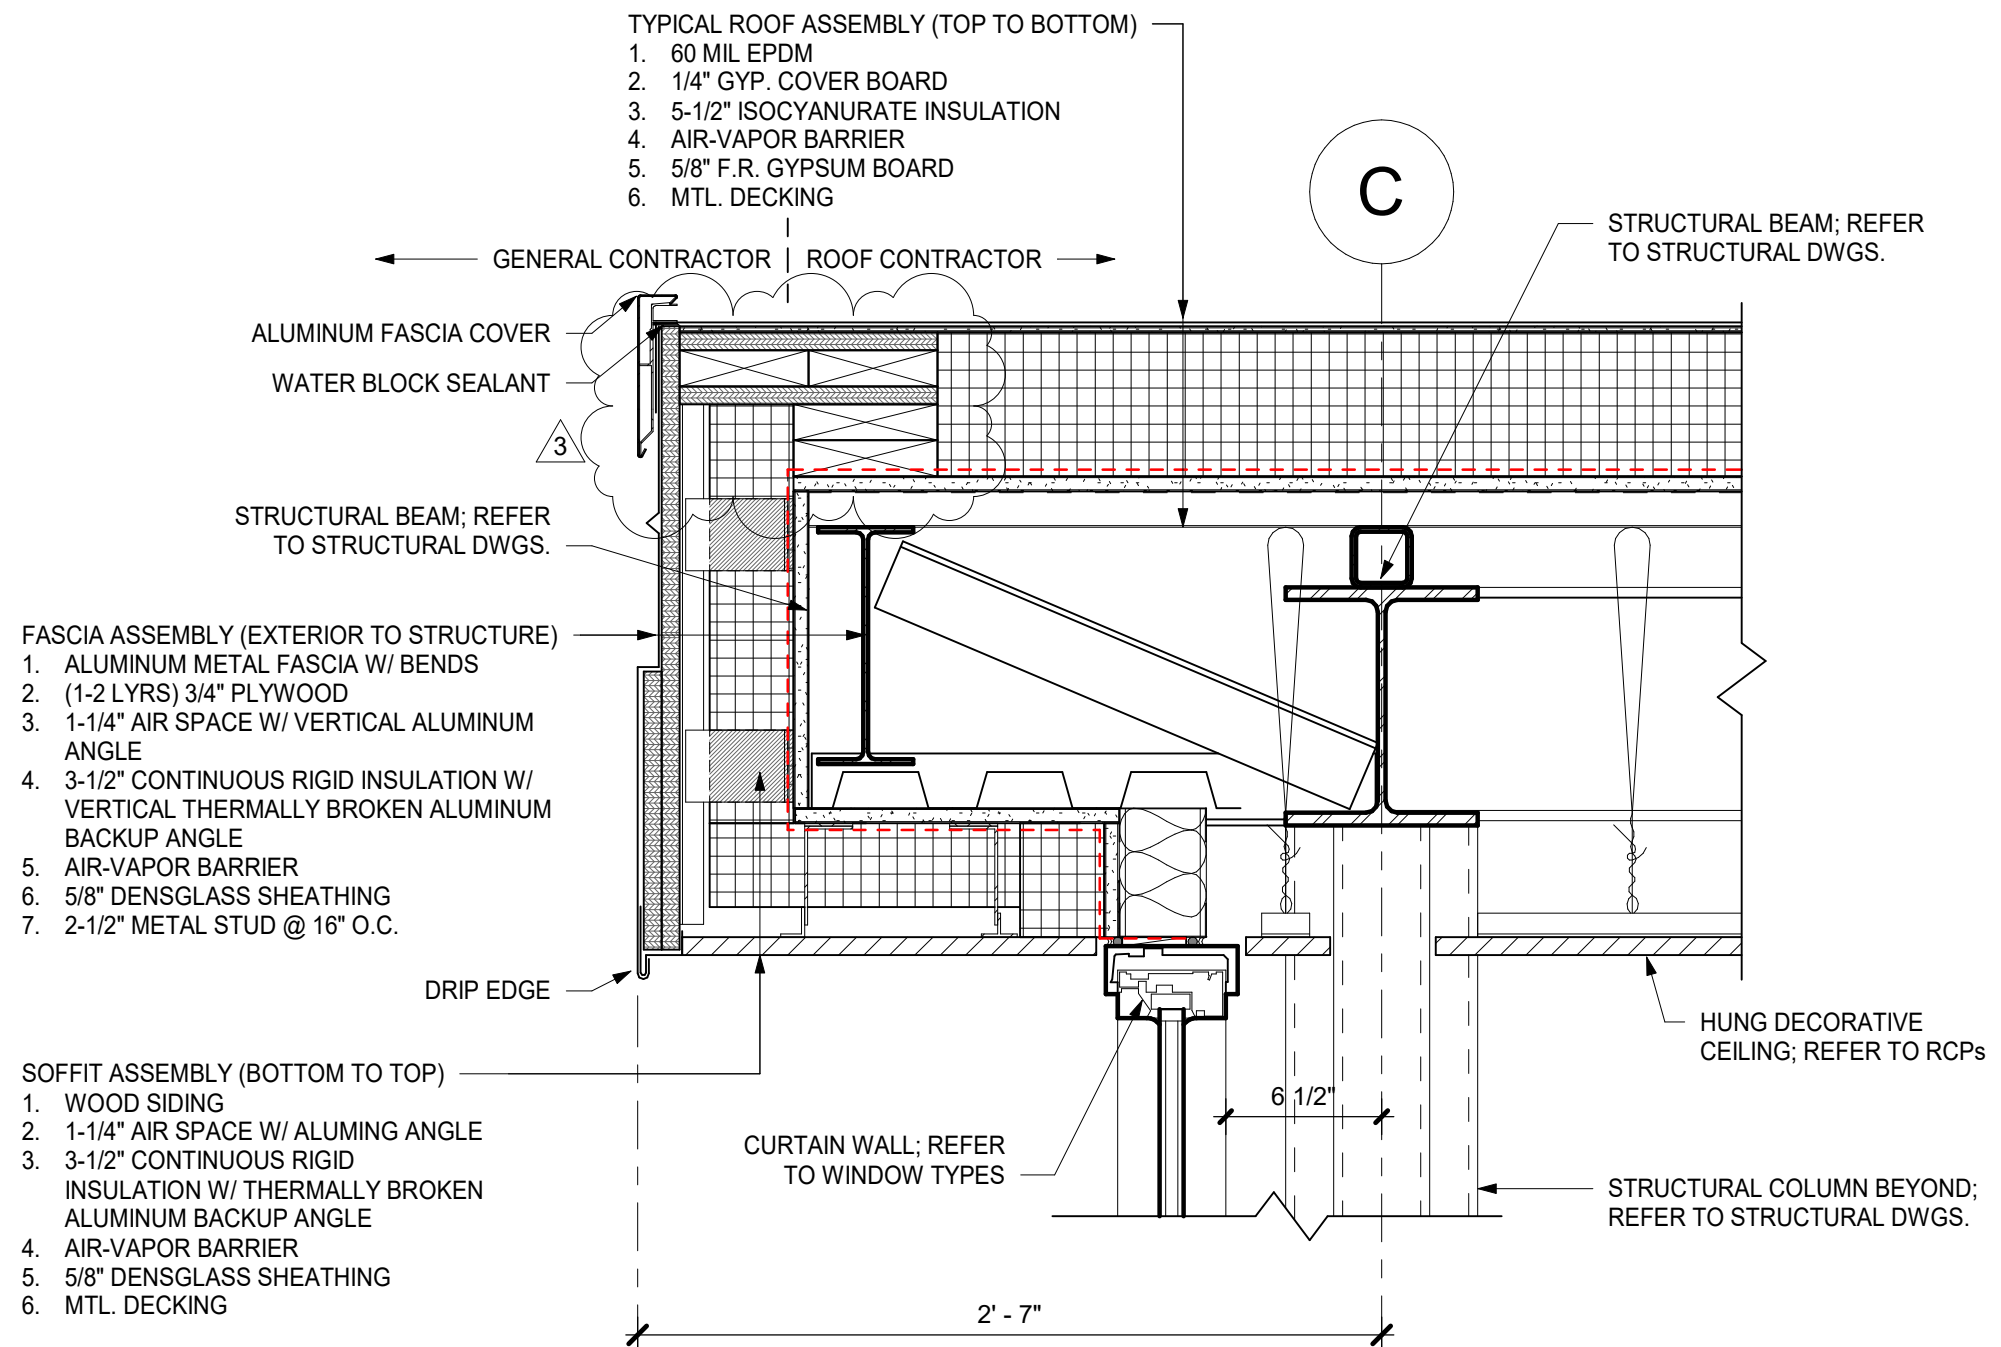 TYPICAL ROOF ASSEMBLY (TOP TO BOTTOM)
1. 60 MIL EPDM
2. 1/4" GYP. COVER BOARD
3. 5-1/2" ISOCYANURATE INSULATION
4. AIR-VAPOR BARRIER
5. 5/8" F.R. GYPSUM BOARD
6. MTL. DECKING
C
STRUCTURAL BEAM; REFER
TO STRUCTURAL DWGS.
GENERAL CONTRACTOR
ROOF CONTRACTOR
ALUMINUM FASCIA COVER
WATER BLOCK SEALANT
3
STRUCTURAL BEAM; REFER
TO STRUCTURAL DWGS.
FASCIA ASSEMBLY (EXTERIOR TO STRUCTURE)
1. ALUMINUM METAL FASCIA W/ BENDS
2. (1-2 LYRS) 3/4" PLYWOOD
3. 1-1/4" AIR SPACE W/ VERTICAL ALUMINUM
ANGLE
4. 3-1/2" CONTINUOUS RIGID INSULATION W/
VERTICAL THERMALLY BROKEN ALUMINUM
BACKUP ANGLE
5. AIR-VAPOR BARRIER
6. 5/8" DENSGLASS SHEATHING
7. 2-1/2" METAL STUD @ 16" O.C.
DRIP EDGE
HUNG DECORATIVE
CEILING; REFER TO RCPs
SOFFIT ASSEMBLY (BOTTOM TO TOP)
1. WOOD SIDING
2. 1-1/4" AIR SPACE W/ ALUMING ANGLE
3. 3-1/2" CONTINUOUS RIGID
INSULATION W/ THERMALLY BROKEN
ALUMINUM BACKUP ANGLE
4. AIR-VAPOR BARRIER
5. 5/8" DENSGLASS SHEATHING
6. MTL. DECKING
6 1/2"
CURTAIN WALL; REFER
TO WINDOW TYPES
STRUCTURAL COLUMN BEYOND;
REFER TO STRUCTURAL DWGS.
2' - 7"